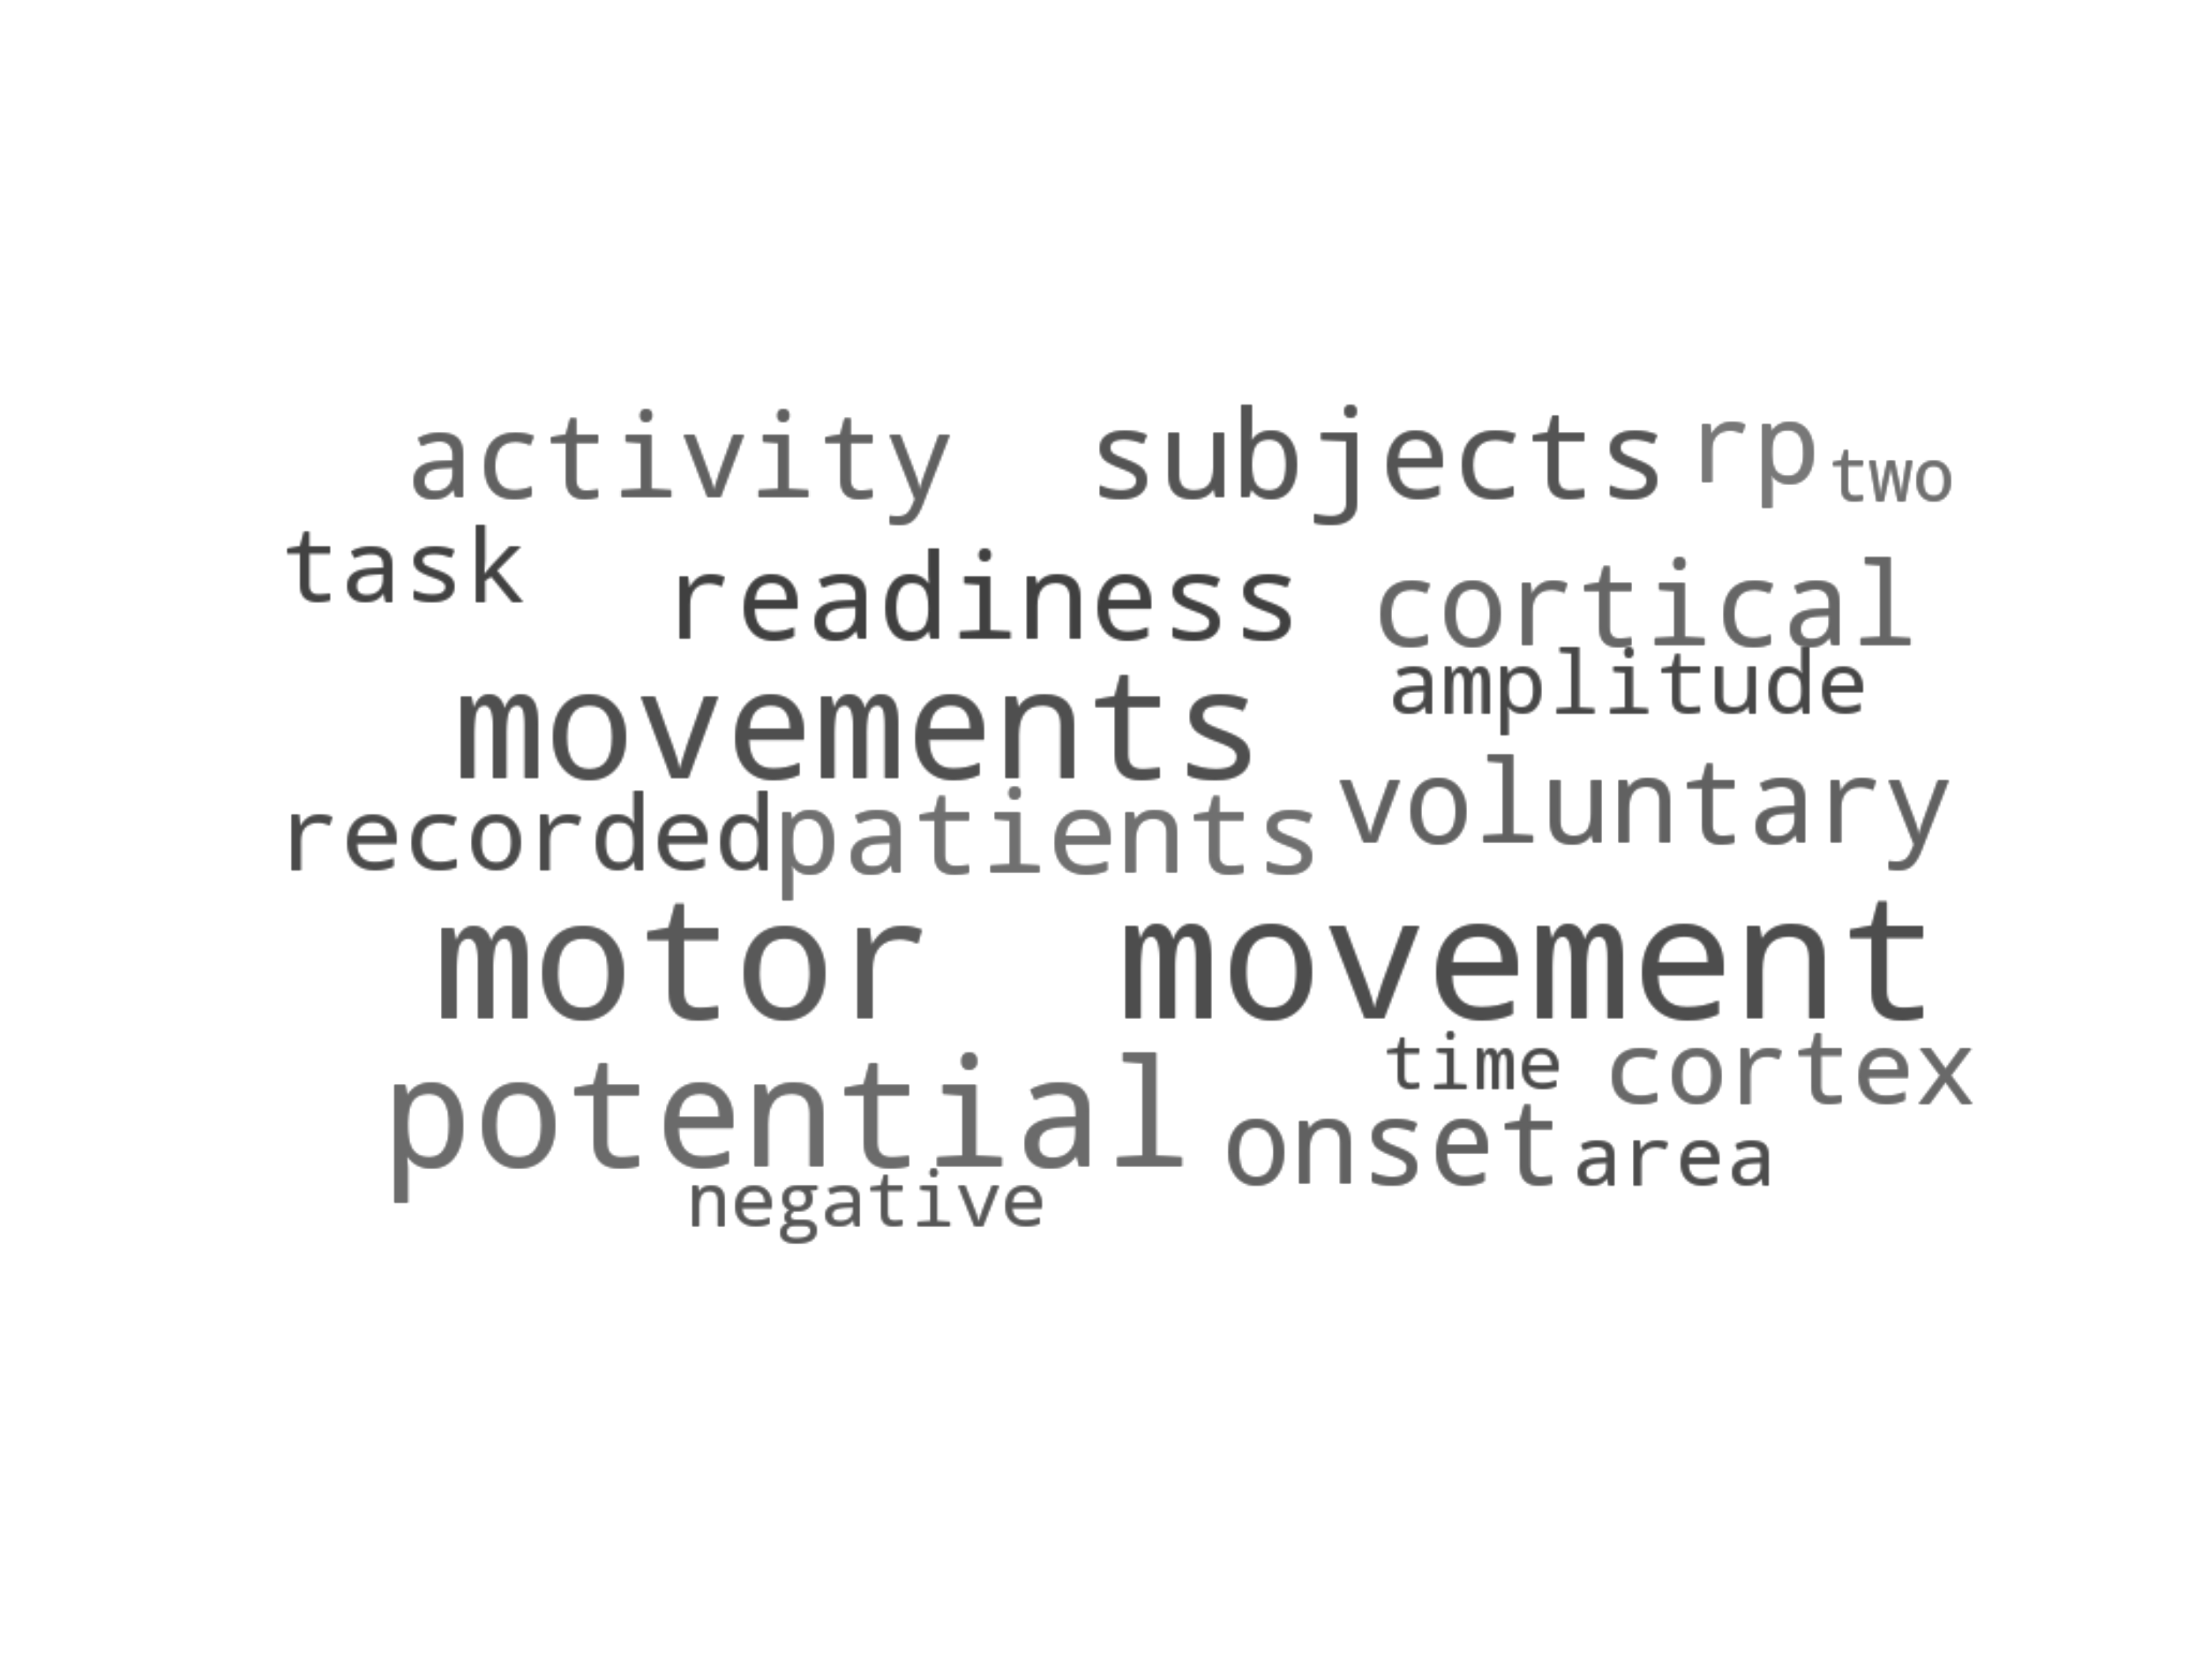 activity subjects rp two
task readiness cortical
movements amplitude
recorded patients voluntary
motor movement
time cortex
potential onset area
negative